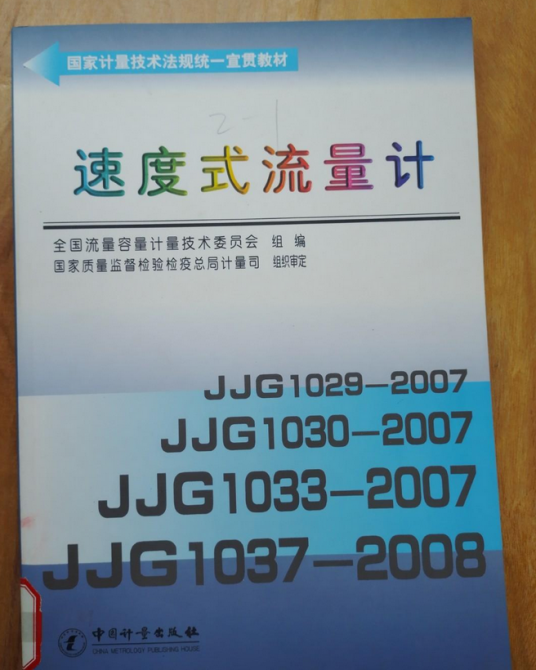 国家计量技术法规统一宣贯教材
2-1
速度式流量计
全国流量容量计量技术委员会 组 编
国家质量监督检验检疫总局计量司 组织审定
JJG1029—2007
JJG1030—2007
JJG1033—2007
JJG1037—2008
中国计量出版社
CHINA METROLOGY PUBLISHING HOUSE